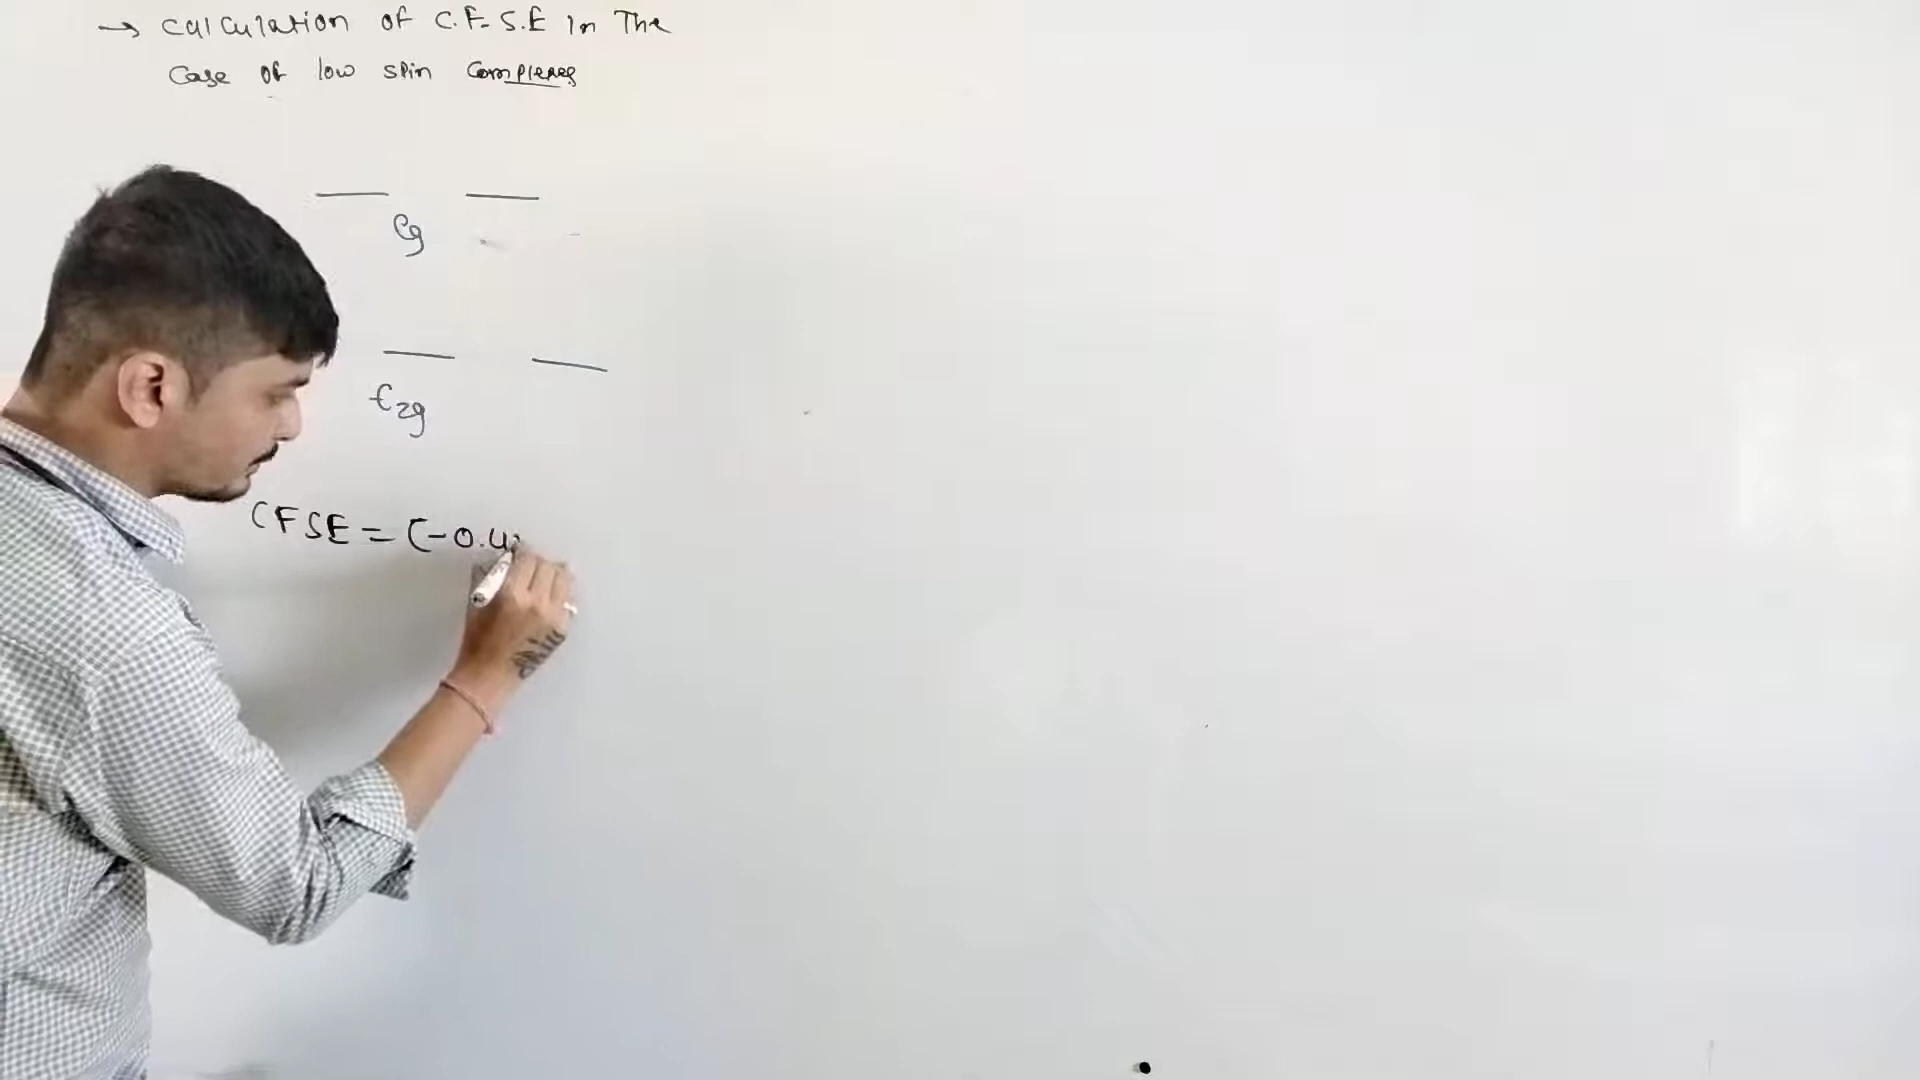 → Calculation of C.F.S.E In The
Case of low spin Complexes
eg
t2g
CFSE = (-0.4